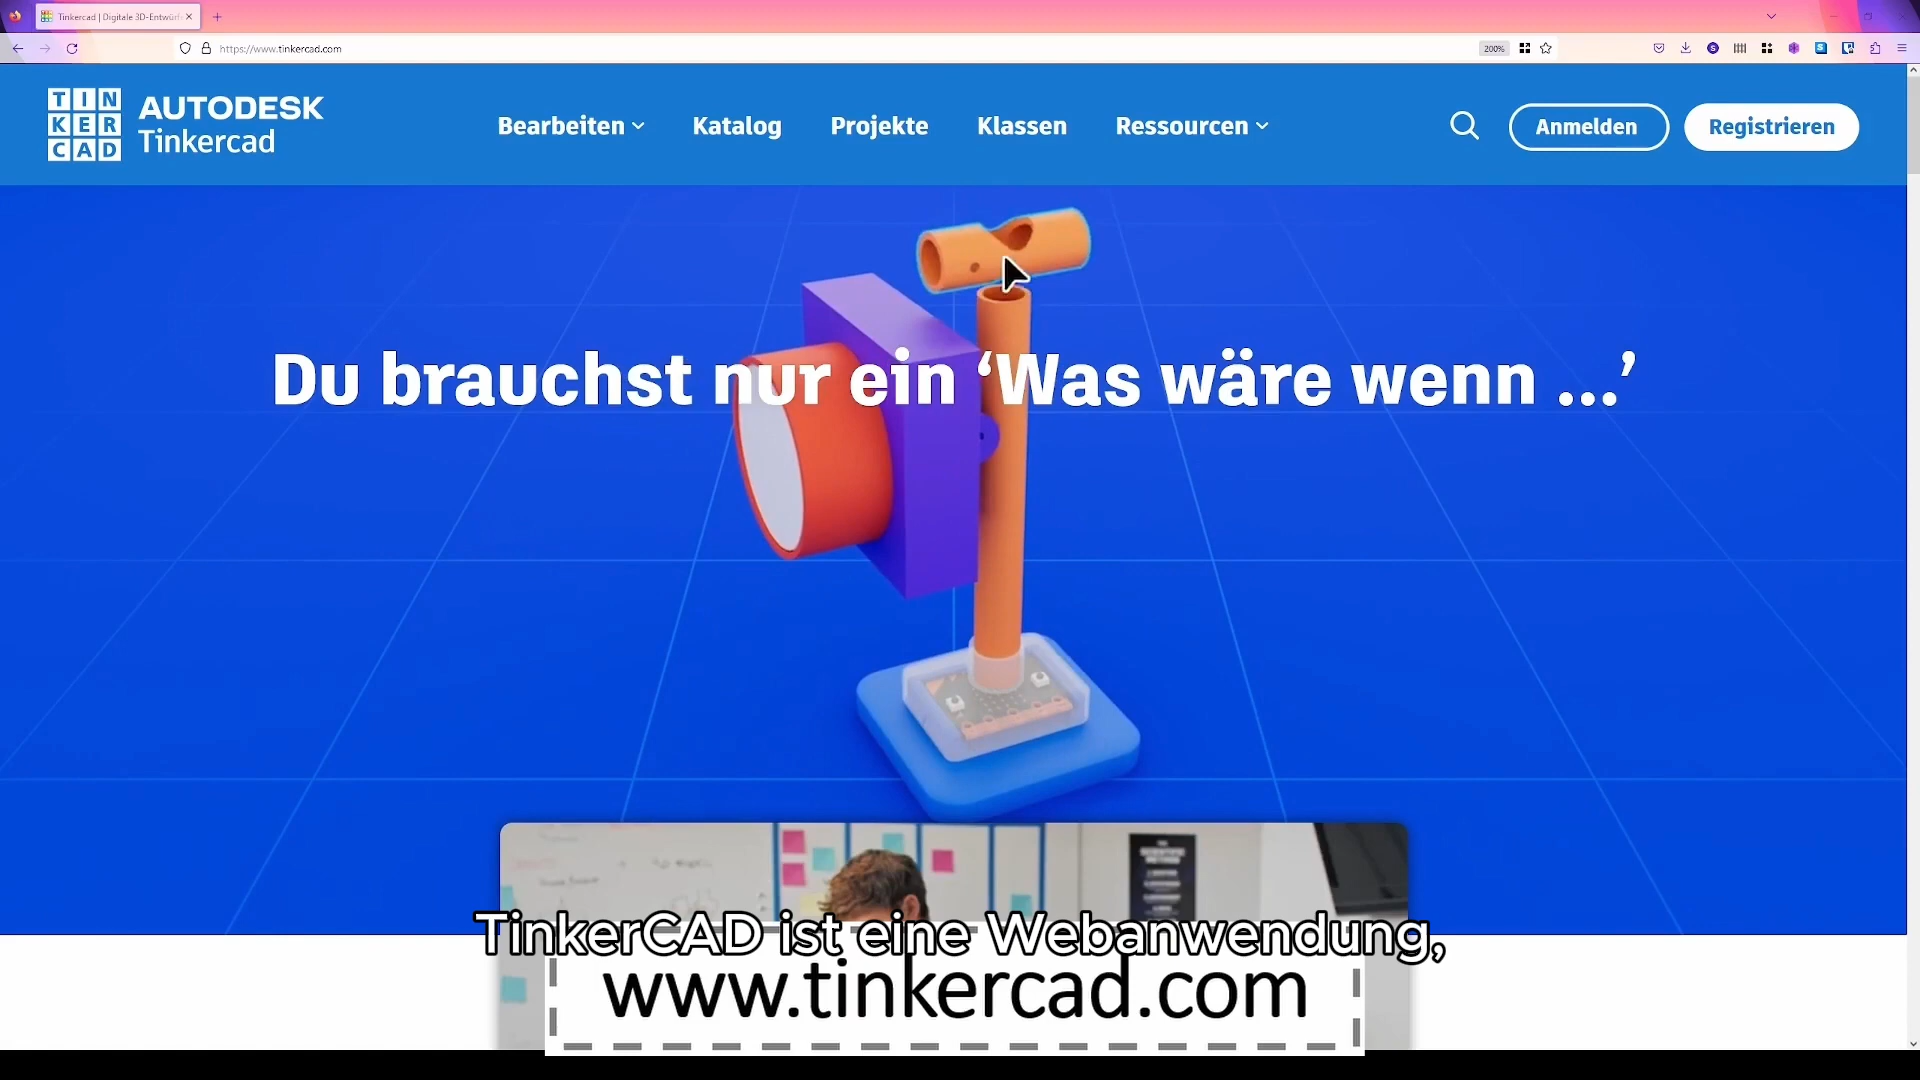 Tinkercad | Digitale 3D-Entwürfe
https://www.tinkercad.com
200%
TIN
KER
CAD
AUTODESK
Tinkercad
Bearbeiten
Katalog
Projekte
Klassen
Ressourcen
Anmelden
Registrieren
Du brauchst nur ein ‘Was wäre wenn ...’
TinkerCAD ist eine Webanwendung,
www.tinkercad.com